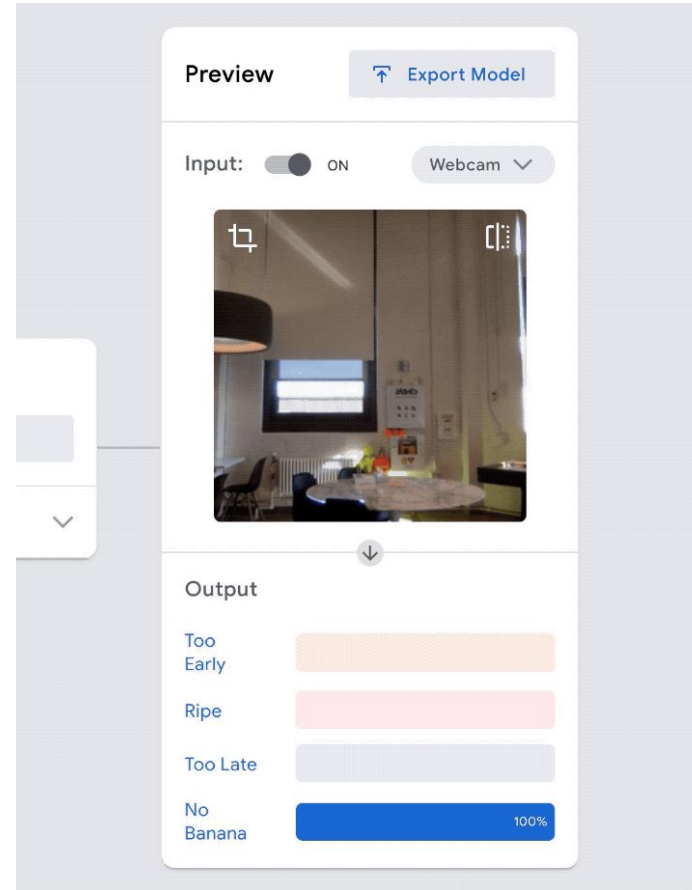 Preview
Export Model
Input:
ON
Webcam
Output
Too
Early
Ripe
Too Late
No
Banana
100%